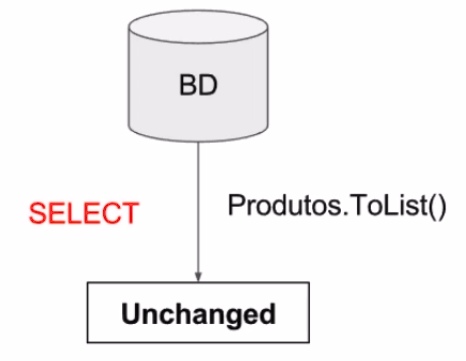 BD
SELECT
Produtos.ToList()
Unchanged